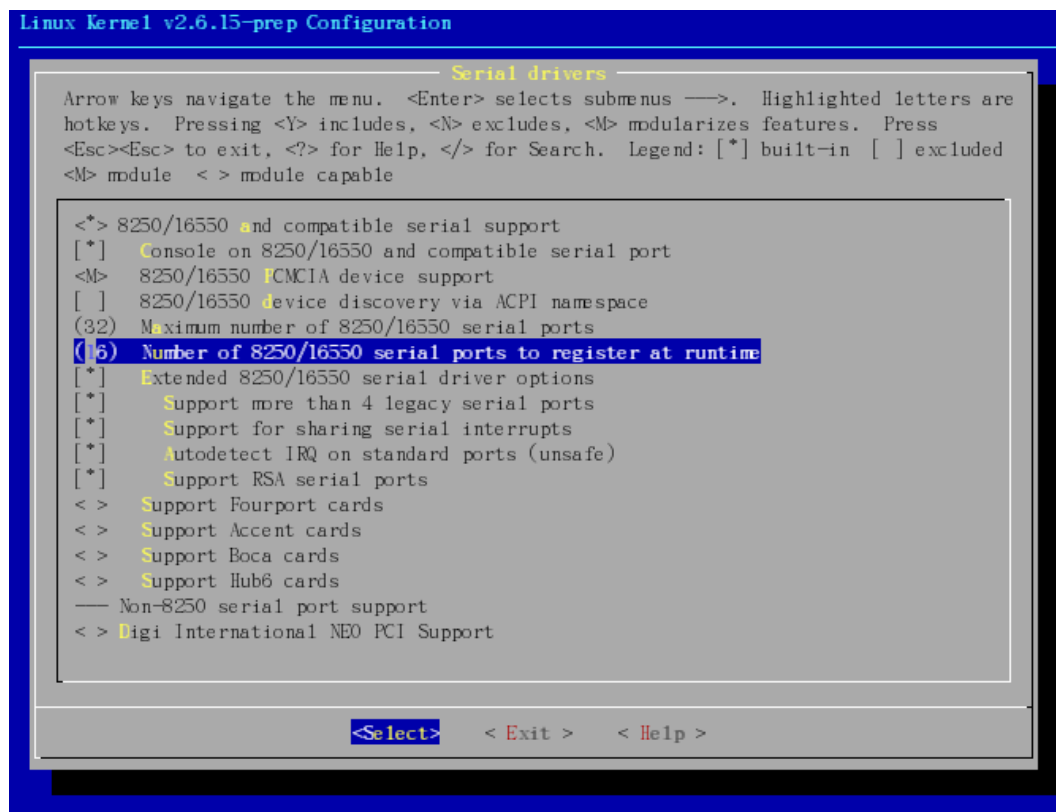 Linux Kernel v2.6.15-prep Configuration
Serial drivers
Arrow keys navigate the menu. <Enter> selects submenus --->. Highlighted letters are
hotkeys. Pressing <Y> includes, <N> excludes, <M> modularizes features. Press
<Esc><Esc> to exit, <?> for Help, </> for Search. Legend: [*] built-in [ ] excluded
<M> module < > module capable
<*> 8250/16550 and compatible serial support
[*] Console on 8250/16550 and compatible serial port
<M> 8250/16550 PCMCIA device support
[ ] 8250/16550 device discovery via ACPI namespace
(32) Maximum number of 8250/16550 serial ports
(16) Number of 8250/16550 serial ports to register at runtime
[*] Extended 8250/16550 serial driver options
[*] Support more than 4 legacy serial ports
[*] Support for sharing serial interrupts
[*] Autodetect IRQ on standard ports (unsafe)
[*] Support RSA serial ports
< > Support Fourport cards
< > Support Accent cards
< > Support Boca cards
< > Support Hub6 cards
--- Non-8250 serial port support
< > Digi International NEO PCI Support
<Select> < Exit > < Help >